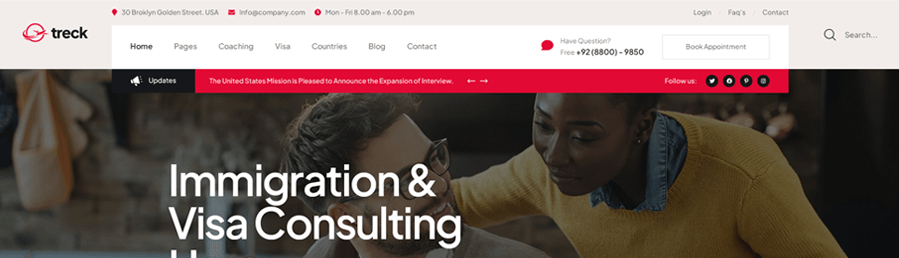 30 Broklyn Golden Street. USA info@company.com Mon - Fri 8.00 am - 6.00 pm Login / Faq's / Contact
treck
Home Pages Coaching Visa Countries Blog Contact
Have Question?
Free +92 (8800) - 9850
Book Appointment
Search...
Updates
The United States Mission is Pleased to Announce the Expansion of Interview.
Follow us:
Immigration &
Visa Consulting